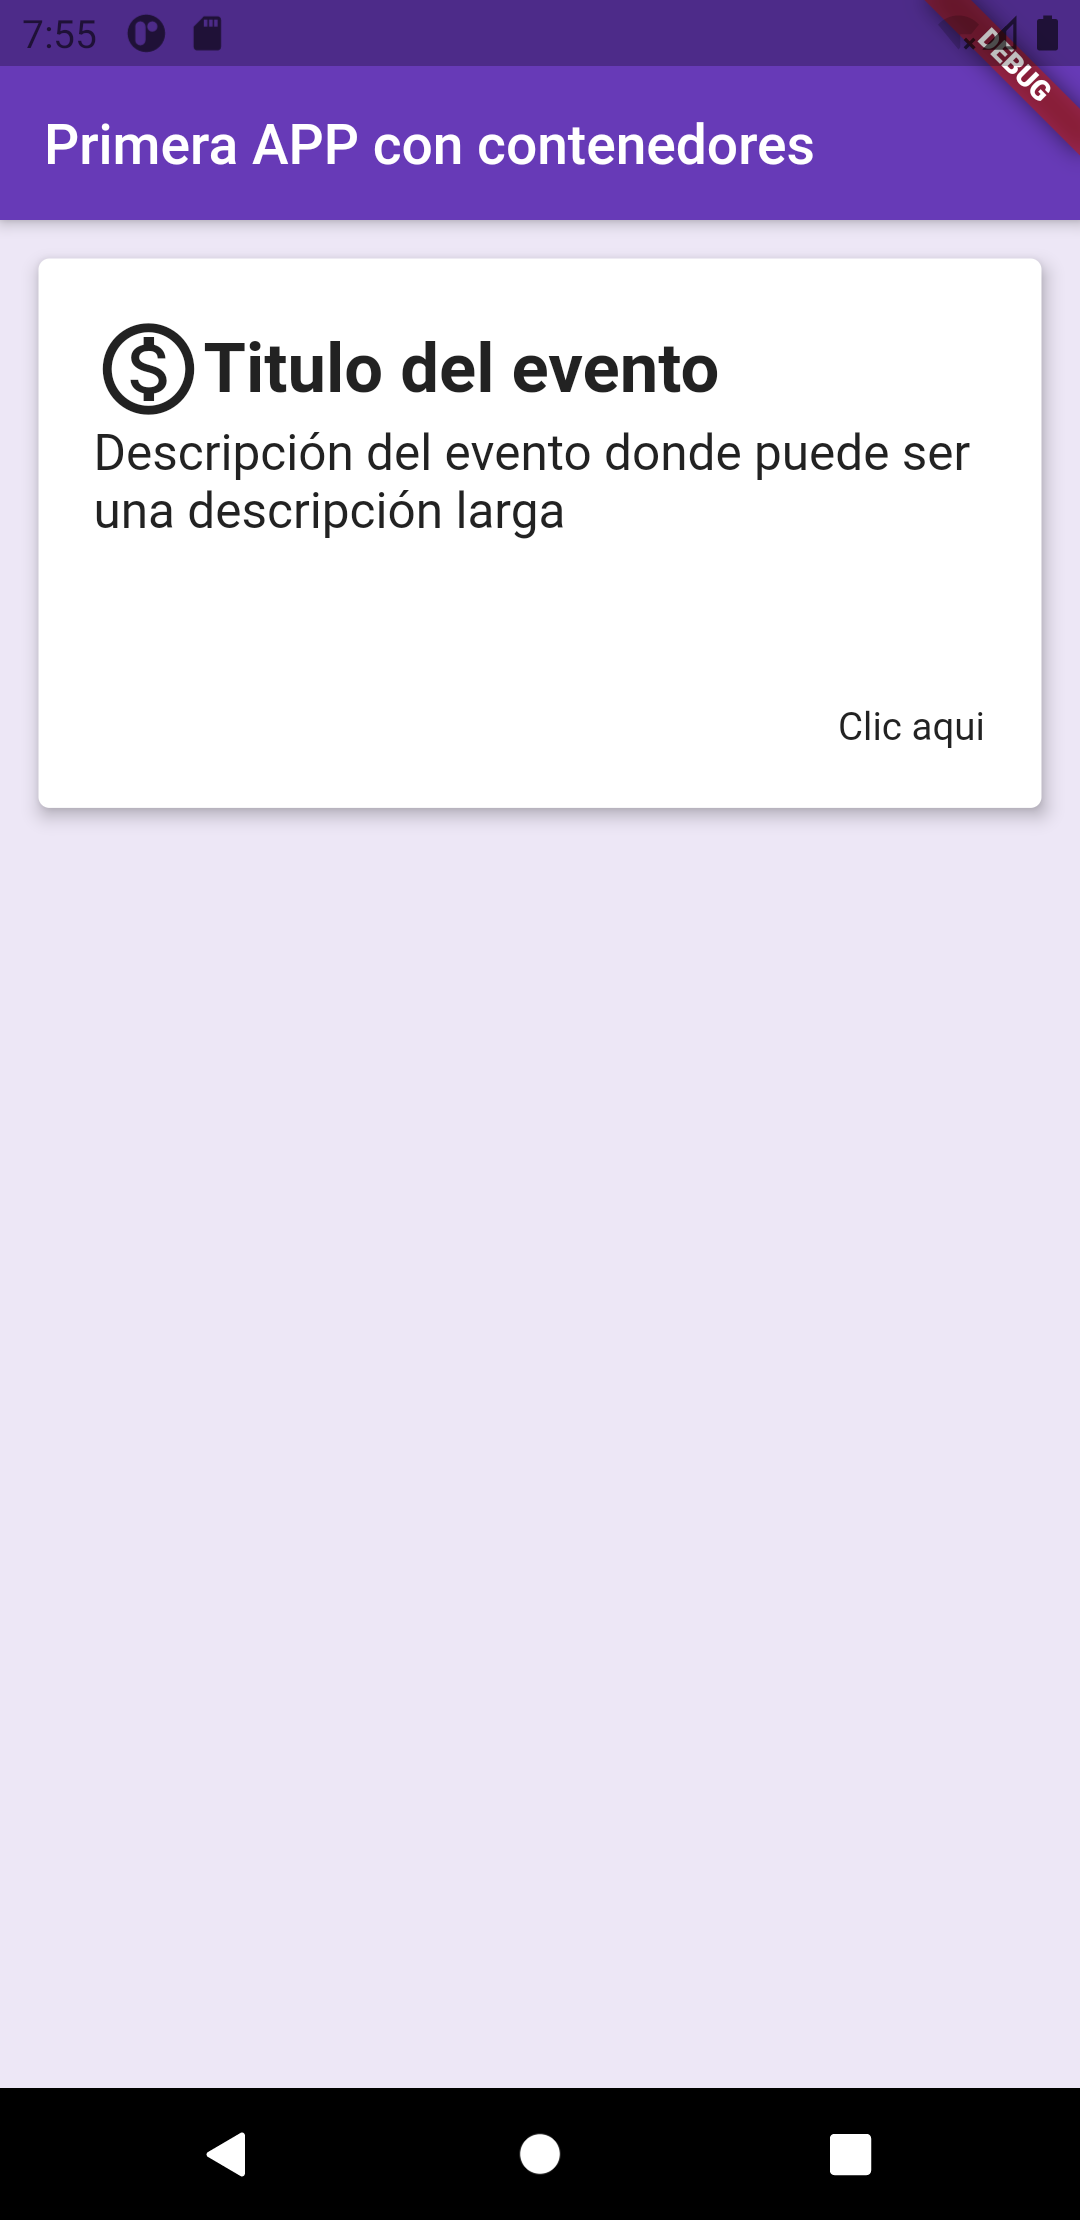 7:55
DEBUG
Primera APP con contenedores
$ Titulo del evento
Descripción del evento donde puede ser
una descripción larga
Clic aqui